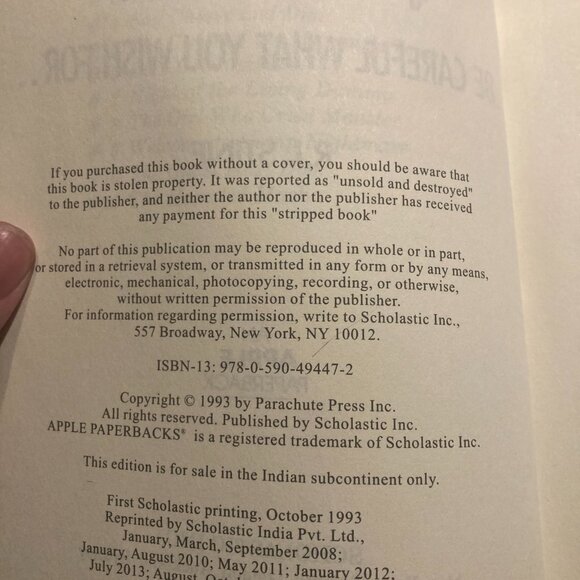 BE CAREFUL WHAT YOU WISH FOR...
If you purchased this book without a cover, you should be aware that
this book is stolen property. It was reported as "unsold and destroyed"
to the publisher, and neither the author nor the publisher has received
any payment for this "stripped book"
No part of this publication may be reproduced in whole or in part,
or stored in a retrieval system, or transmitted in any form or by any means,
electronic, mechanical, photocopying, recording, or otherwise,
without written permission of the publisher.
For information regarding permission, write to Scholastic Inc.,
557 Broadway, New York, NY 10012.
ISBN-13: 978-0-590-49447-2
Copyright © 1993 by Parachute Press Inc.
All rights reserved. Published by Scholastic Inc.
APPLE PAPERBACKS® is a registered trademark of Scholastic Inc.
This edition is for sale in the Indian subcontinent only.
First Scholastic printing, October 1993
Reprinted by Scholastic India Pvt. Ltd.,
January, March, September 2008;
January, August 2010; May 2011; January 2012;
July 2013; August,